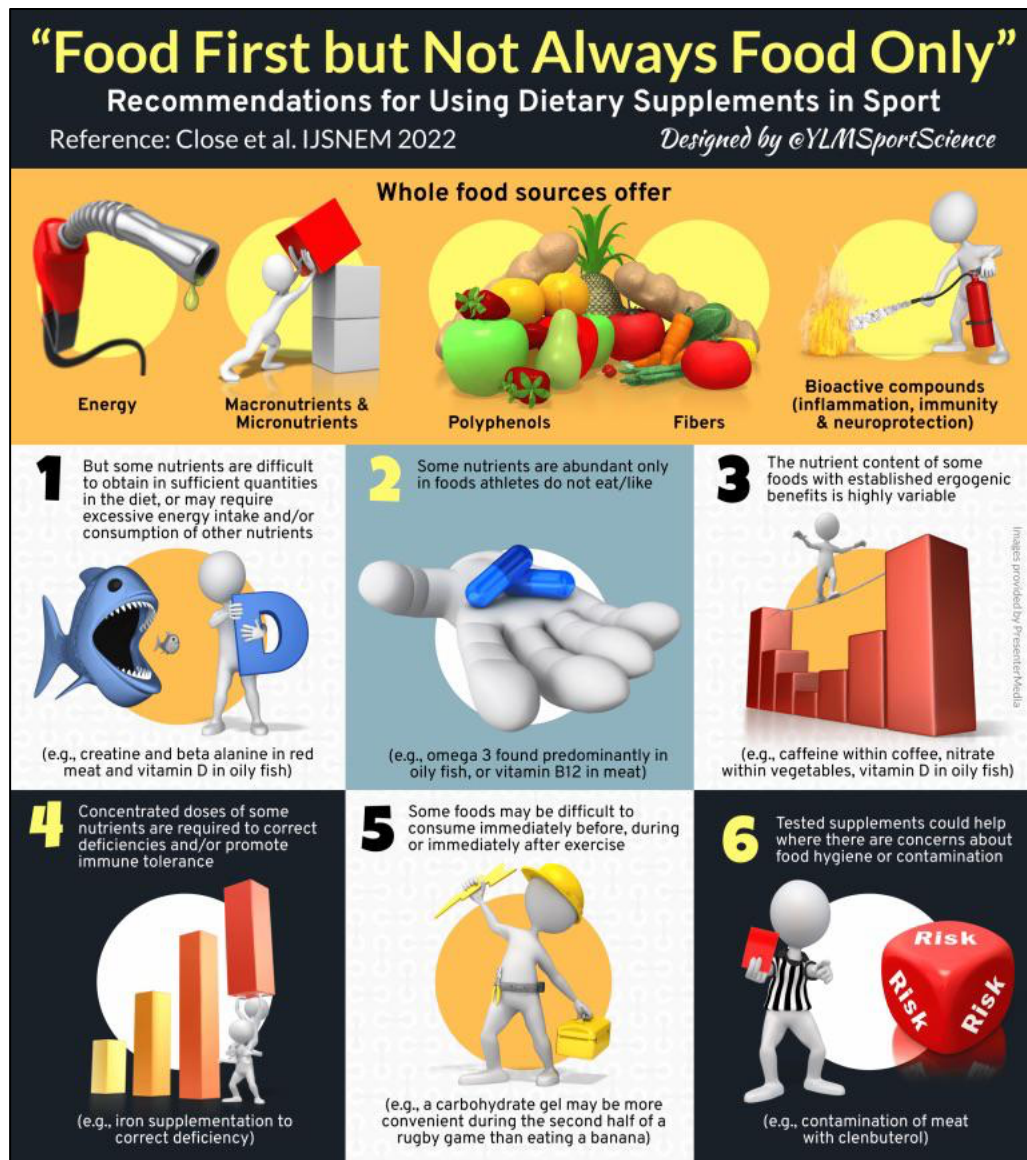 “Food First but Not Always Food Only”
Recommendations for Using Dietary Supplements in Sport
Reference: Close et al. IJSNEM 2022
Designed by @YLMSportScience
Whole food sources offer
Energy
Macronutrients &
Micronutrients
Polyphenols
Fibers
Bioactive compounds
(inflammation, immunity
& neuroprotection)
1
But some nutrients are difficult
to obtain in sufficient quantities
in the diet, or may require
excessive energy intake and/or
consumption of other nutrients
D
(e.g., creatine and beta alanine in red
meat and vitamin D in oily fish)
2
Some nutrients are abundant only
in foods athletes do not eat/like
(e.g., omega 3 found predominantly in
oily fish, or vitamin B12 in meat)
3
The nutrient content of some
foods with established ergogenic
benefits is highly variable
(e.g., caffeine within coffee, nitrate
within vegetables, vitamin D in oily fish)
Images provided by PresenterMedia
4
Concentrated doses of some
nutrients are required to correct
deficiencies and/or promote
immune tolerance
(e.g., iron supplementation to
correct deficiency)
5
Some foods may be difficult to
consume immediately before, during
or immediately after exercise
(e.g., a carbohydrate gel may be more
convenient during the second half of a
rugby game than eating a banana)
6
Tested supplements could help
where there are concerns about
food hygiene or contamination
Risk
Risk
Risk
(e.g., contamination of meat
with clenbuterol)